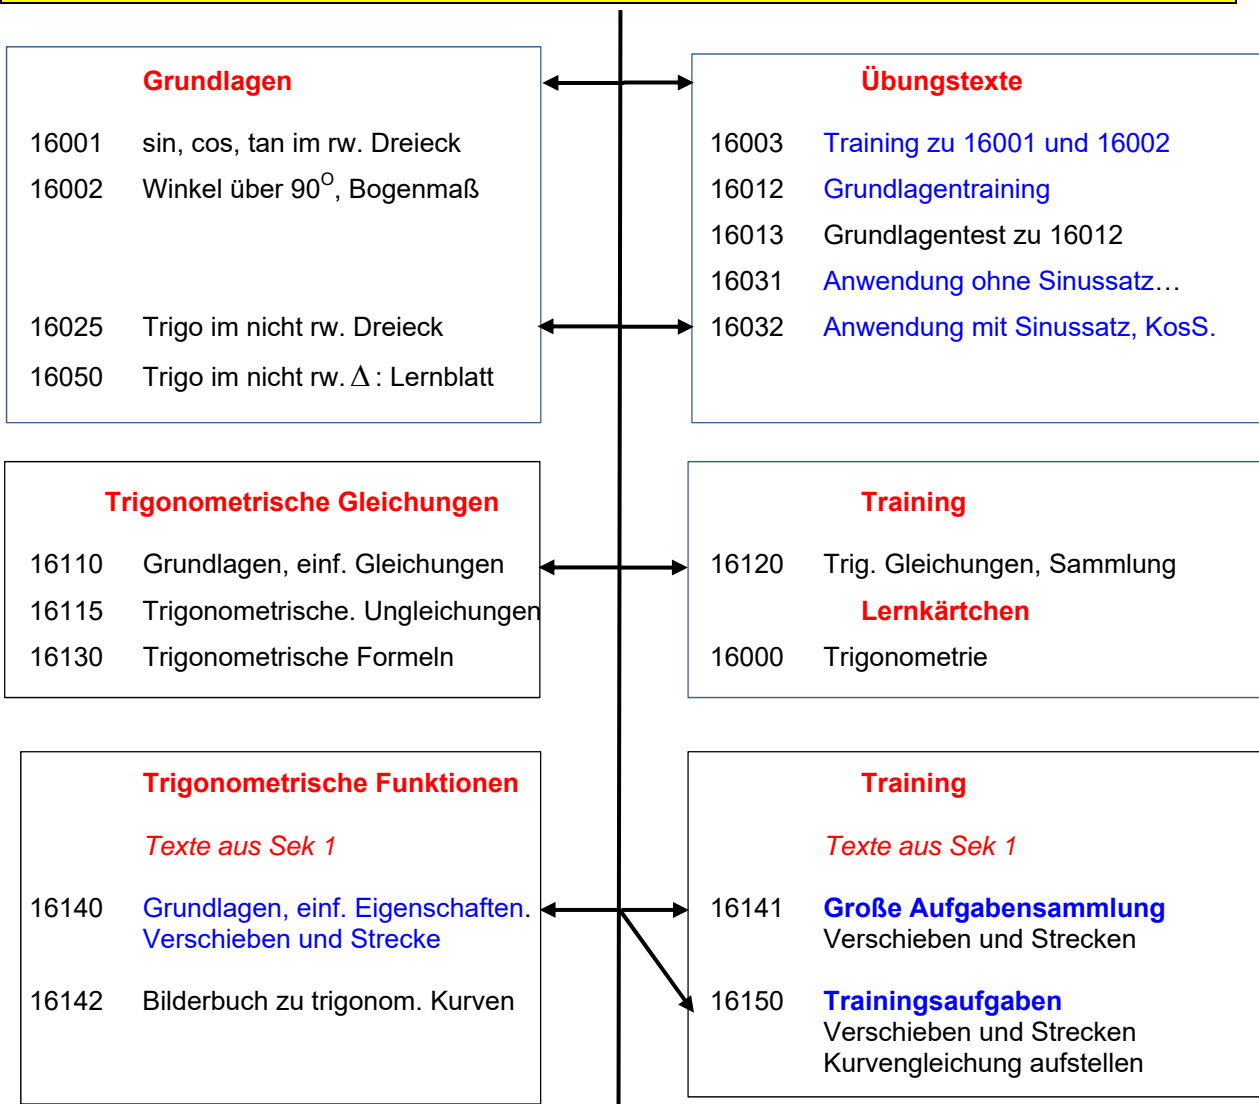 Grundlagen
16001 sin, cos, tan im rw. Dreieck
16002 Winkel über 90°, Bogenmaß
16025 Trigo im nicht rw. Dreieck
16050 Trigo im nicht rw. Δ : Lernblatt
Übungstexte
16003 Training zu 16001 und 16002
16012 Grundlagentraining
16013 Grundlagentest zu 16012
16031 Anwendung ohne Sinussatz…
16032 Anwendung mit Sinussatz, KosS.
Trigonometrische Gleichungen
16110 Grundlagen, einf. Gleichungen
16115 Trigonometrische. Ungleichungen
16130 Trigonometrische Formeln
Training
16120 Trig. Gleichungen, Sammlung
Lernkärtchen
16000 Trigonometrie
Trigonometrische Funktionen
Texte aus Sek 1
16140 Grundlagen, einf. Eigenschaften.
Verschieben und Strecke
16142 Bilderbuch zu trigonom. Kurven
Training
Texte aus Sek 1
16141 Große Aufgabensammlung
Verschieben und Strecken
16150 Trainingsaufgaben
Verschieben und Strecken
Kurvengleichung aufstellen